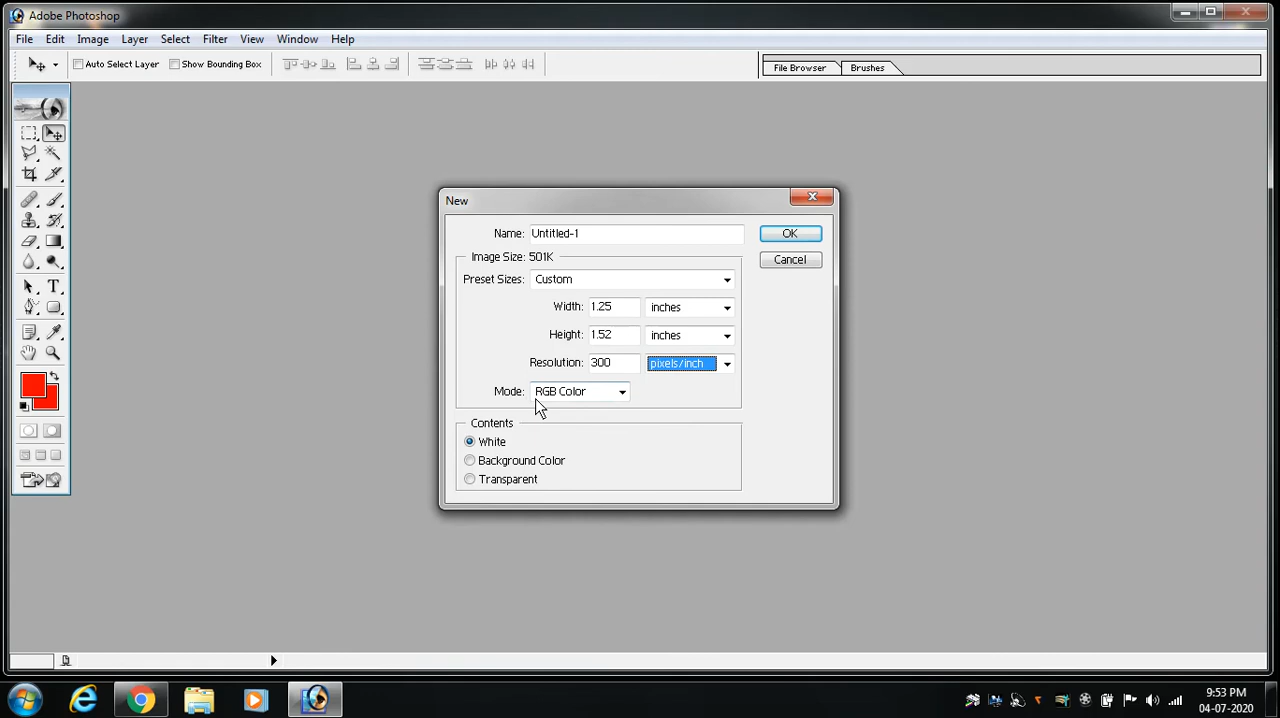 Adobe Photoshop
File Edit Image Layer Select Filter View Window Help
Auto Select Layer Show Bounding Box File Browser Brushes
New
Name: Untitled-1 OK
Image Size: 501K
Cancel
Preset Sizes: Custom
Width: 1.25 inches
Height: 1.52 inches
Resolution: 300 pixels/inch
Mode: RGB Color
Contents
White
Background Color
Transparent
9:53 PM
04-07-2020